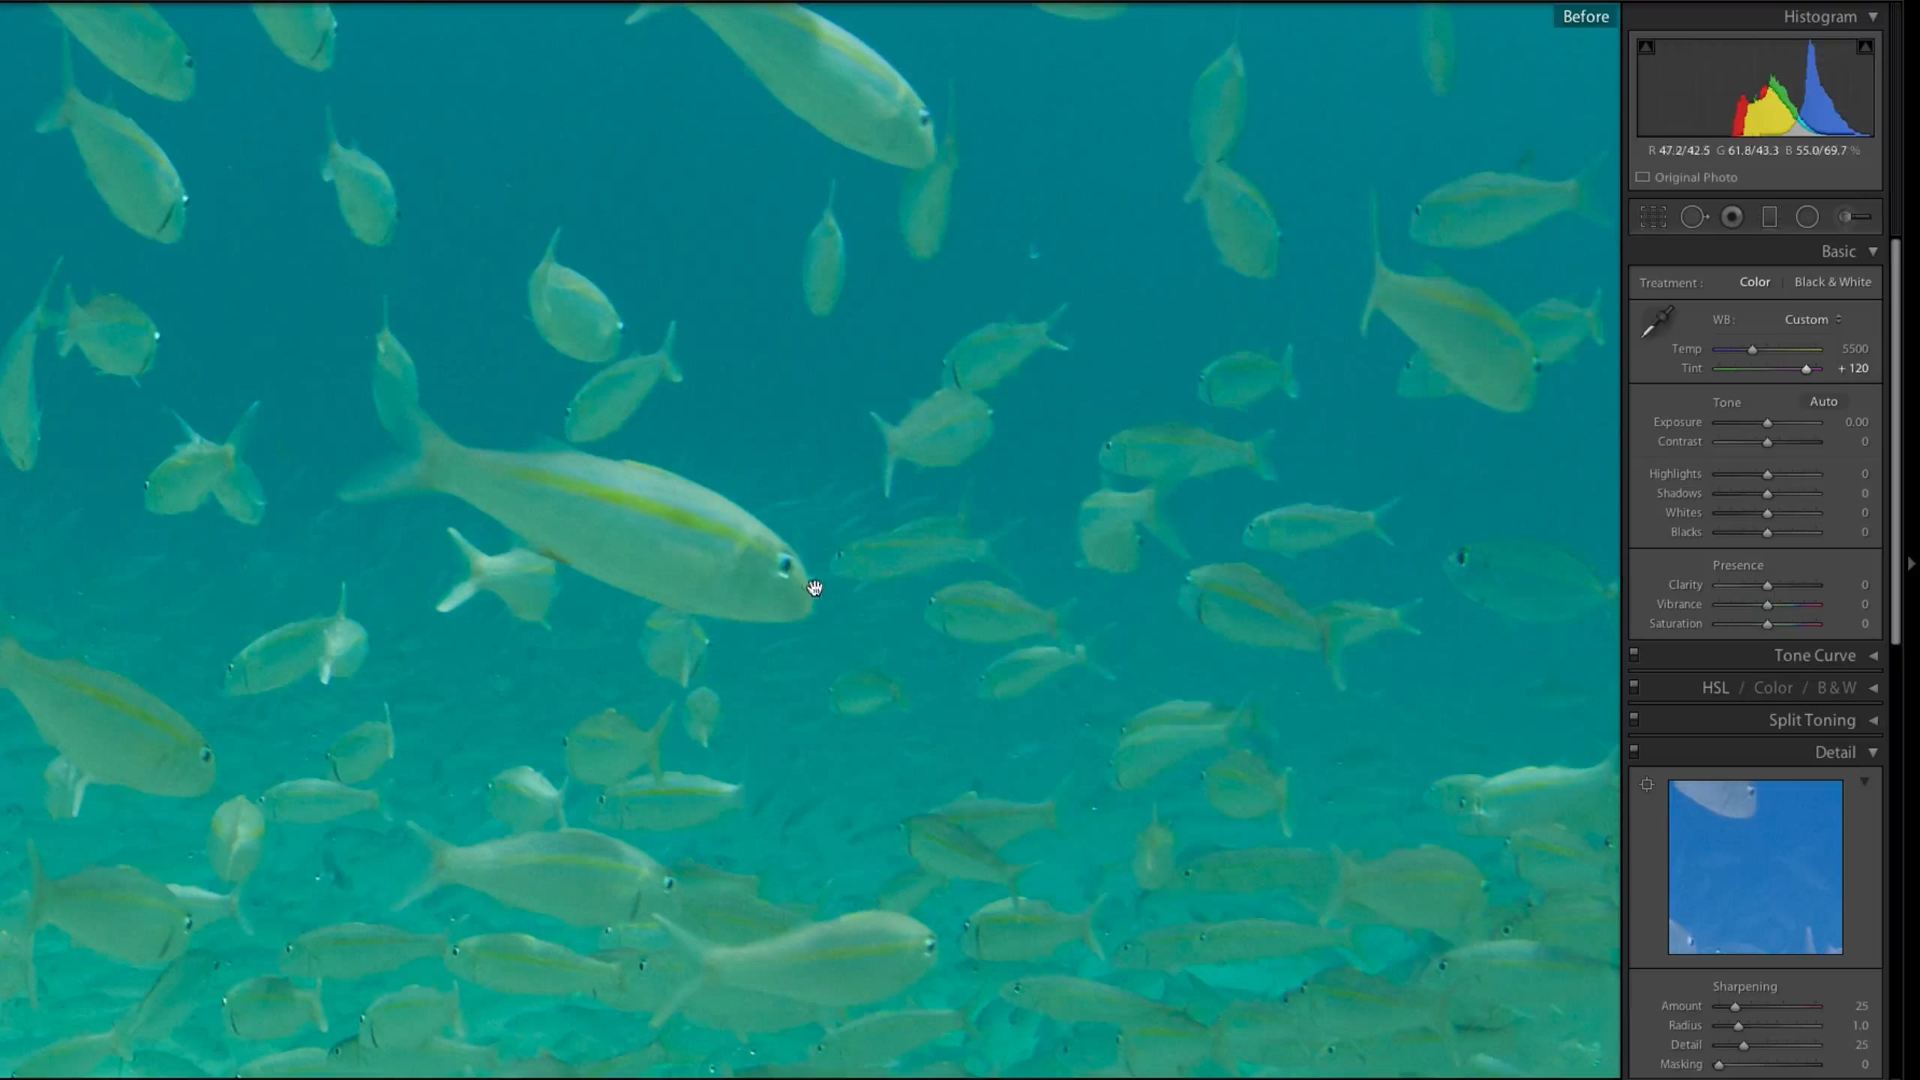 Before
Histogram
R 47.2/42.5 G 61.8/43.3 B 55.0/69.7 %
Original Photo
Basic
Treatment : Color | Black & White
WB: Custom
Temp 5500
Tint + 120
Tone Auto
Exposure 0.00
Contrast 0
Highlights 0
Shadows 0
Whites 0
Blacks 0
Presence
Clarity 0
Vibrance 0
Saturation 0
Tone Curve
HSL / Color / B & W
Split Toning
Detail
Sharpening
Amount 25
Radius 1.0
Detail 25
Masking 0